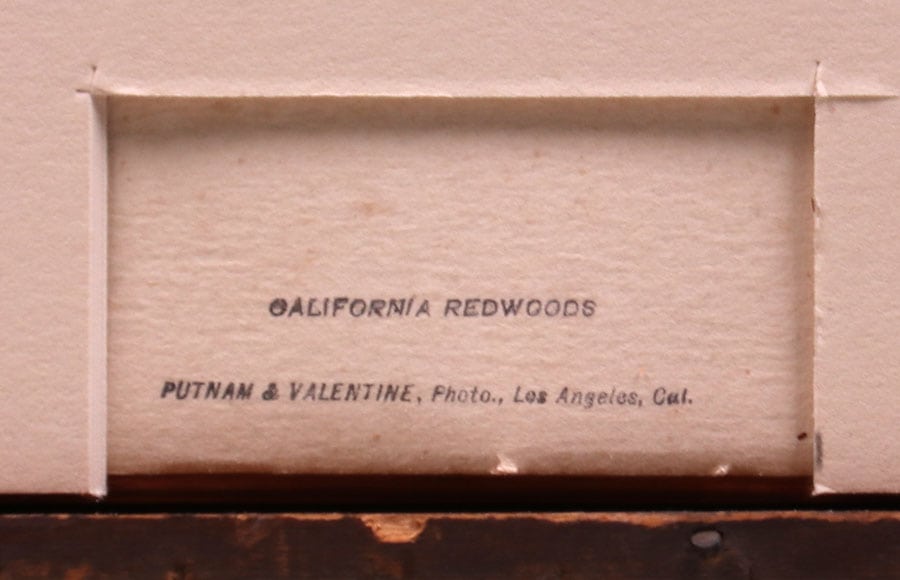 CALIFORNIA REDWOODS
PUTNAM & VALENTINE, Photo., Los Angeles, Cal.